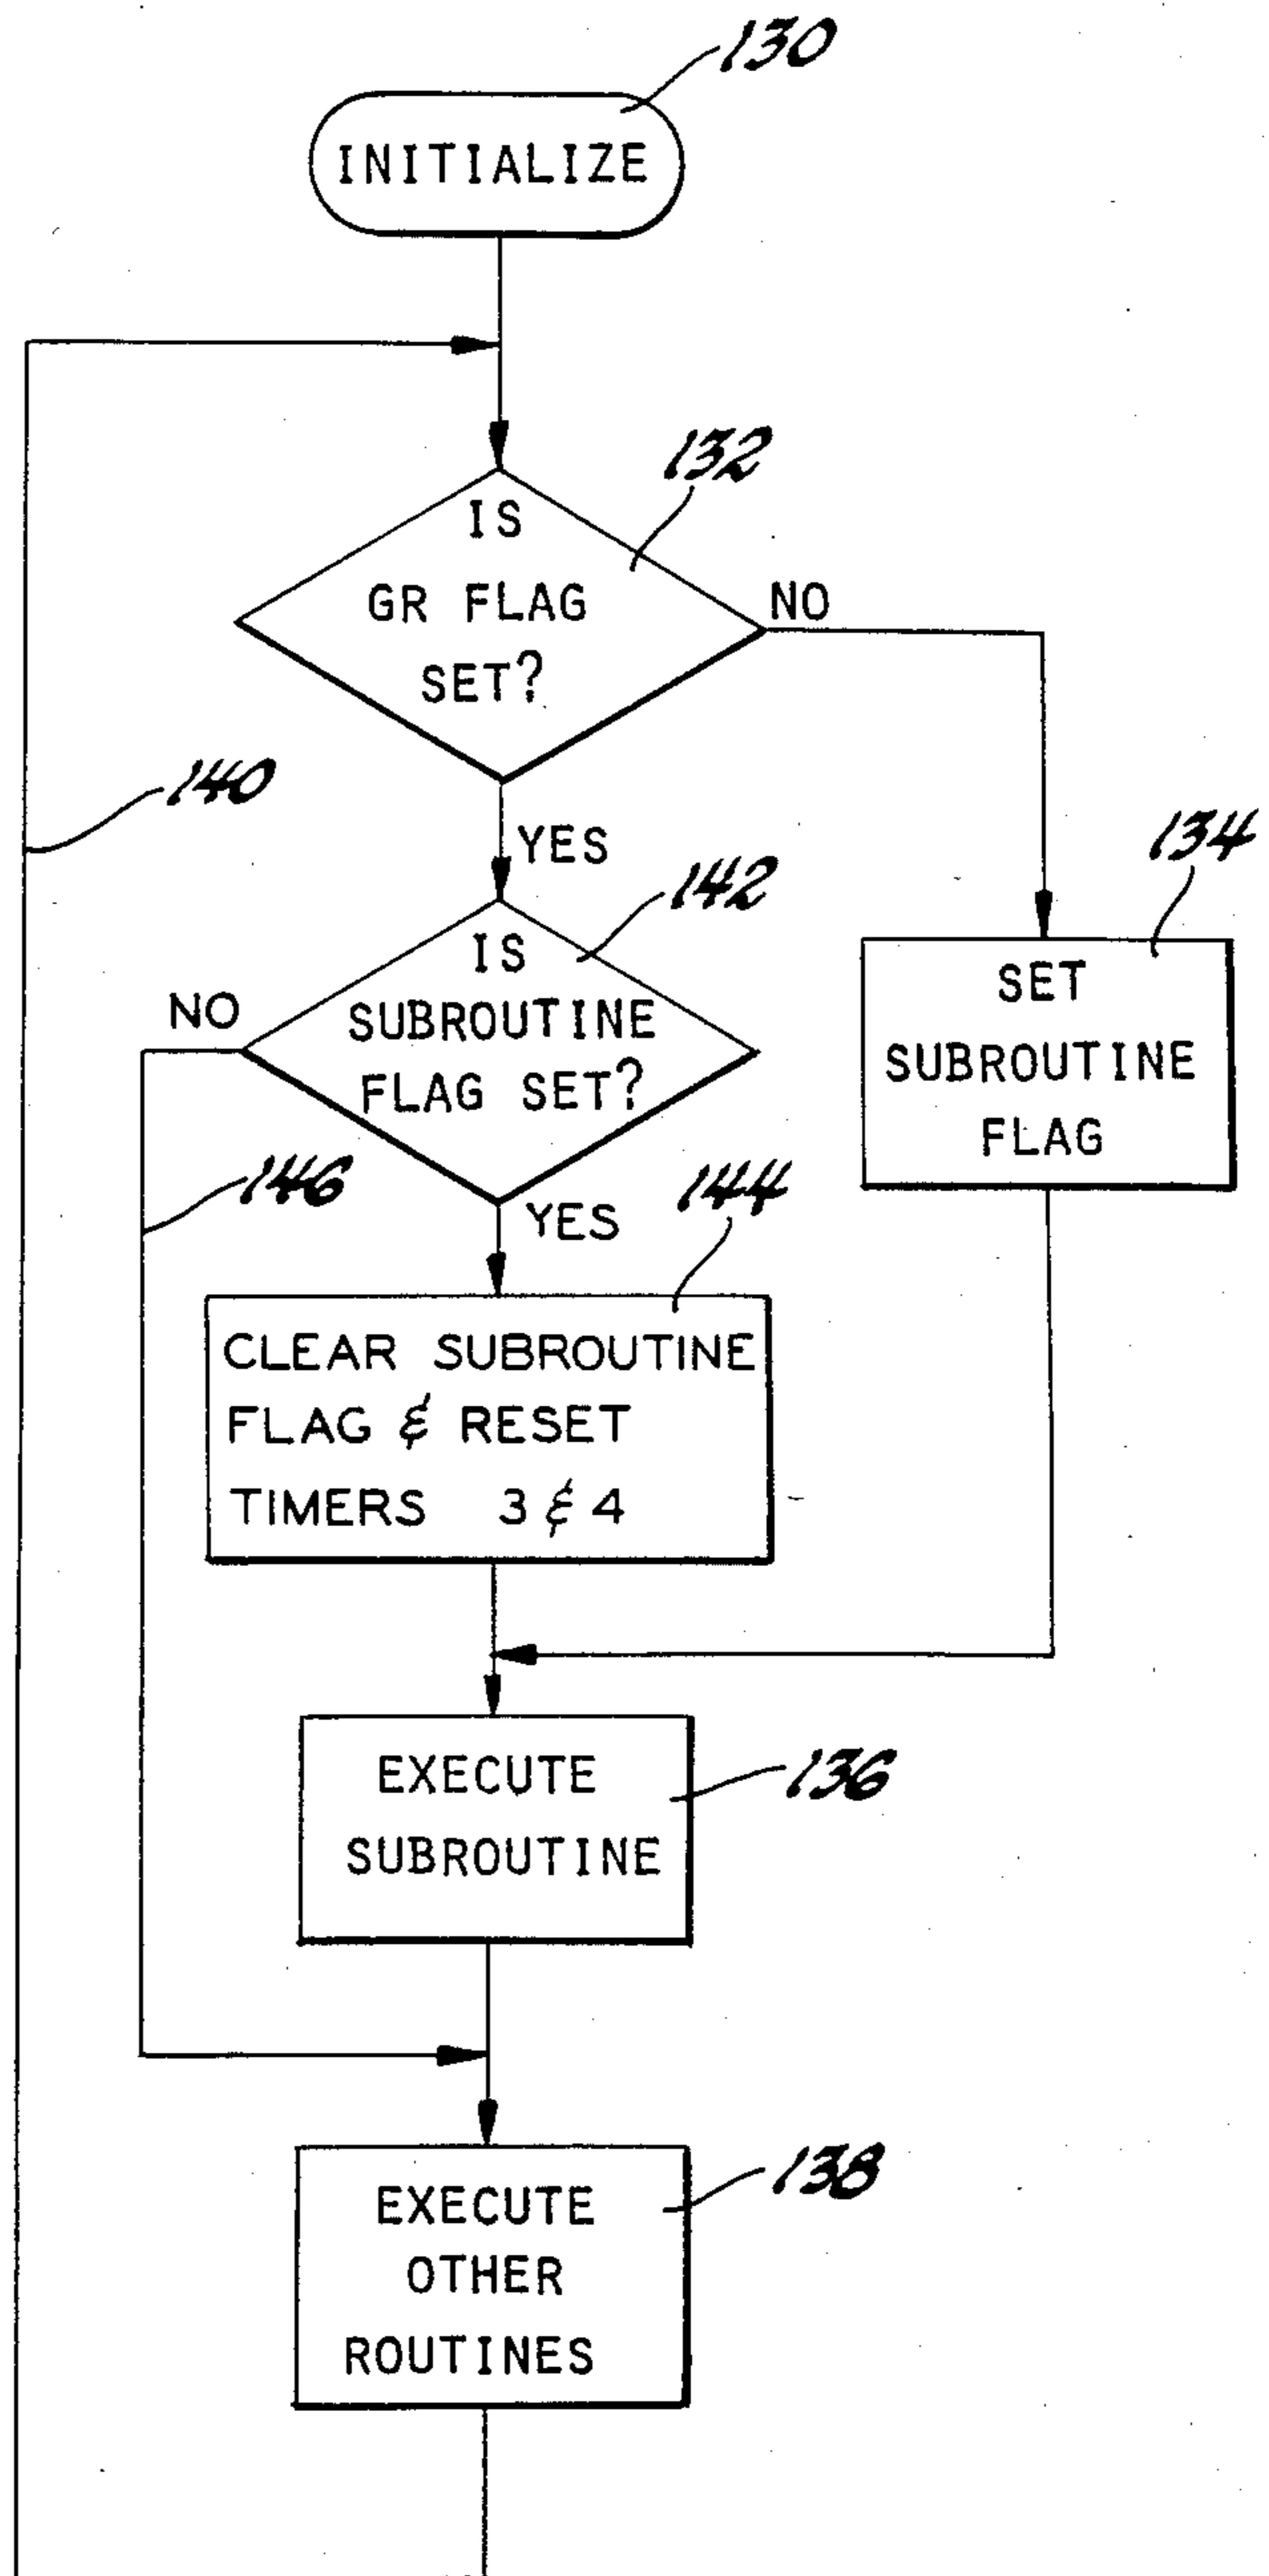 130
INITIALIZE
132
IS
GR FLAG
SET?
NO
140
YES
134
142
IS
SUBROUTINE
FLAG SET?
NO
SET
SUBROUTINE
FLAG
146
144
YES
CLEAR SUBROUTINE
FLAG & RESET
TIMERS 3 & 4
EXECUTE
SUBROUTINE
136
138
EXECUTE
OTHER
ROUTINES